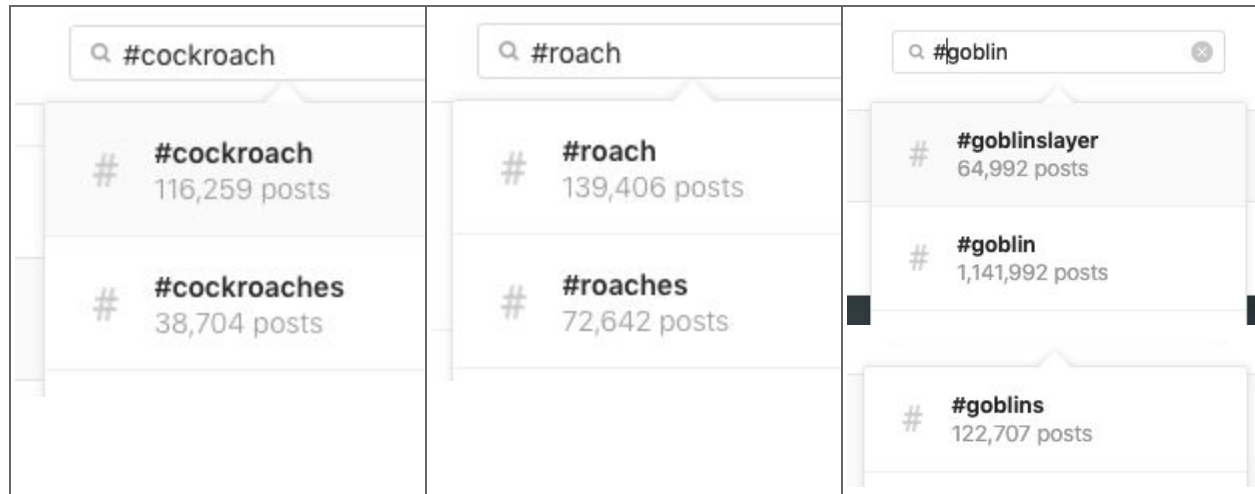 #cockroach
# #cockroach
116,259 posts
# #cockroaches
38,704 posts
#roach
# #roach
139,406 posts
# #roaches
72,642 posts
#goblin
# #goblinslayer
64,992 posts
# #goblin
1,141,992 posts
# #goblins
122,707 posts